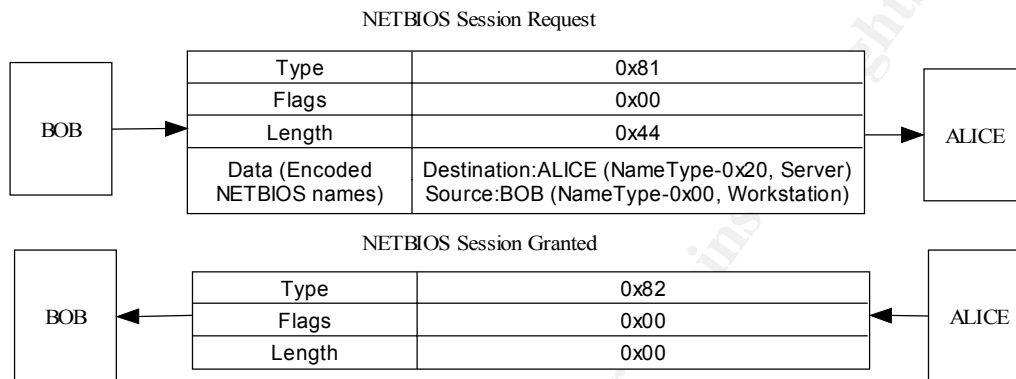 NETBIOS Session Request
BOB
Type 0x81
Flags 0x00
Length 0x44
Data (Encoded NETBIOS names) Destination:ALICE (NameType-0x20, Server)
Source:BOB (NameType-0x00, Workstation)
ALICE
NETBIOS Session Granted
BOB
Type 0x82
Flags 0x00
Length 0x00
ALICE